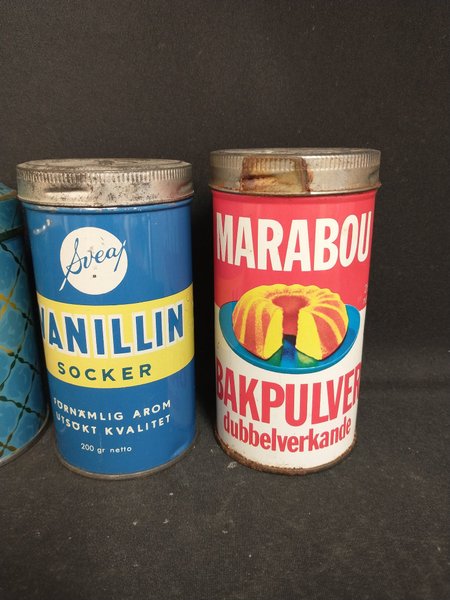 Svea
VANILLIN
SOCKER
FÖRNÄMLIG AROM
UTSÖKT KVALITET
200 gr netto
MARABOU
BAKPULVER
dubbelverkande